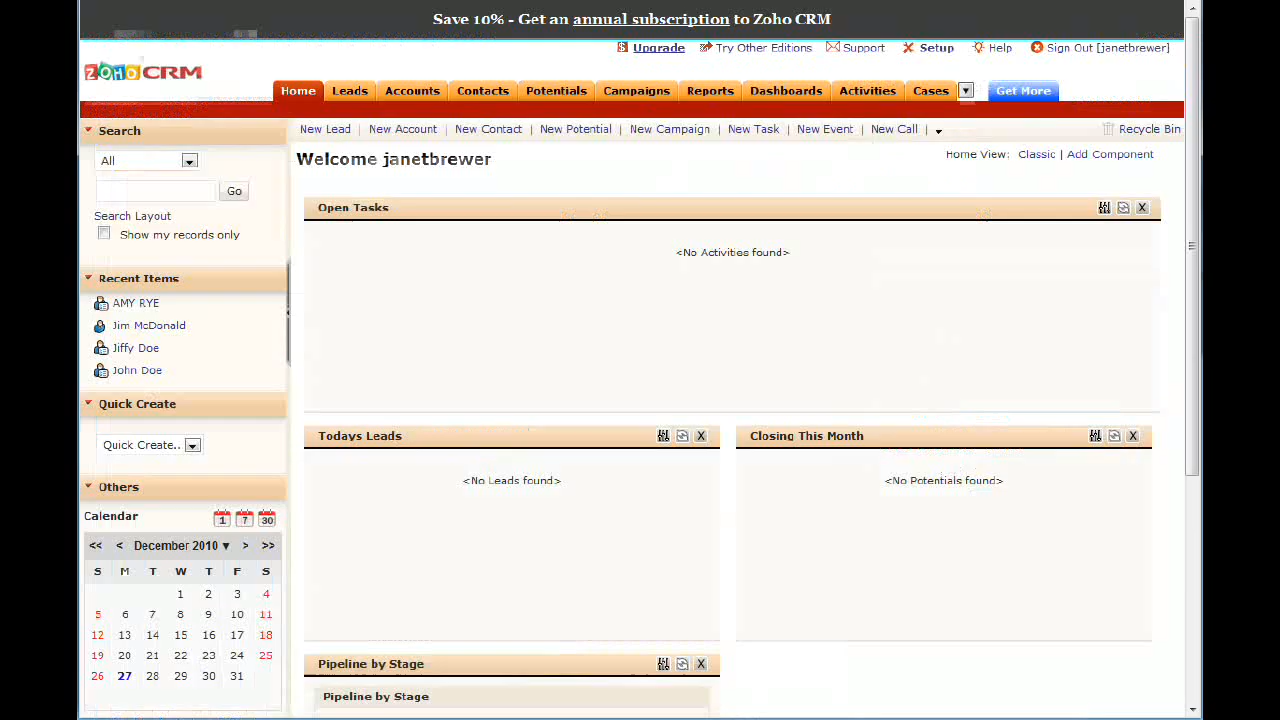 Save 10% - Get an annual subscription to Zoho CRM
Upgrade Try Other Editions Support Setup Help Sign Out [janetbrewer]
ZOHO CRM
Home Leads Accounts Contacts Potentials Campaigns Reports Dashboards Activities Cases Get More
Search
New Lead | New Account | New Contact | New Potential | New Campaign | New Task | New Event | New Call |
Recycle Bin
All
Welcome janetbrewer
Home View: Classic | Add Component
Go
Search Layout
Show my records only
Open Tasks
<No Activities found>
Recent Items
AMY RYE
Jim McDonald
Jiffy Doe
John Doe
Quick Create
Quick Create..
Todays Leads
<No Leads found>
Closing This Month
<No Potentials found>
Others
Calendar
1 7 30
<< < December 2010 ▼ > >>
S M T W T F S
1 2 3 4
5 6 7 8 9 10 11
12 13 14 15 16 17 18
19 20 21 22 23 24 25
26 27 28 29 30 31
Pipeline by Stage
Pipeline by Stage